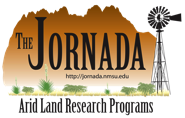 THE JORNADA
http://jornada.nmsu.edu
Arid Land Research Programs